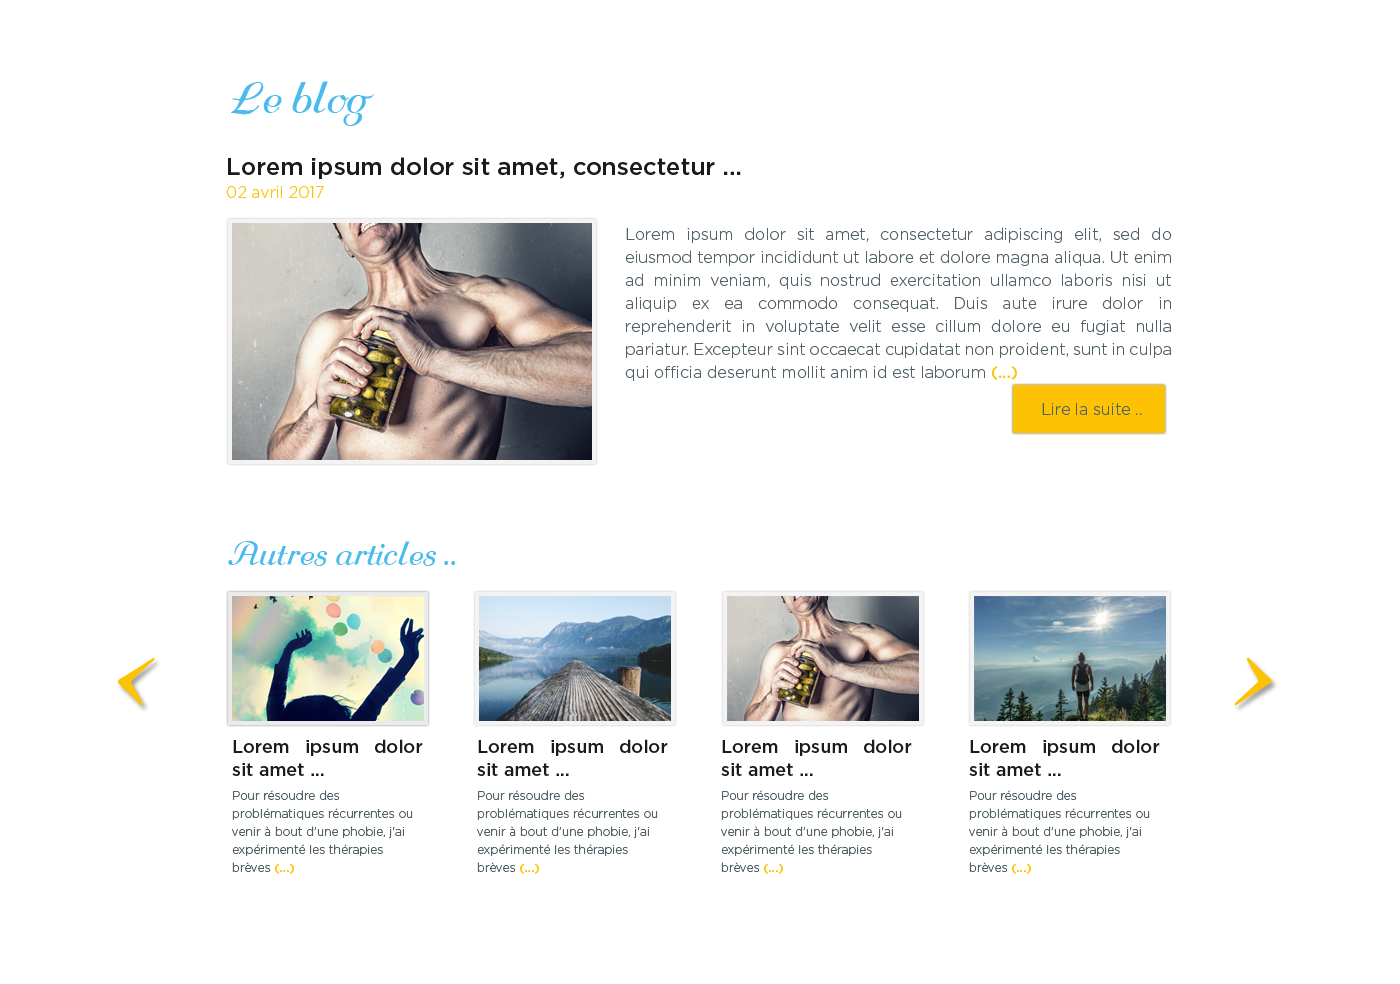 Le blog
Lorem ipsum dolor sit amet, consectetur ...
02 avril 2017
Lorem ipsum dolor sit amet, consectetur adipiscing elit, sed do
eiusmod tempor incididunt ut labore et dolore magna aliqua. Ut enim
ad minim veniam, quis nostrud exercitation ullamco laboris nisi ut
aliquip ex ea commodo consequat. Duis aute irure dolor in
reprehenderit in voluptate velit esse cillum dolore eu fugiat nulla
pariatur. Excepteur sint occaecat cupidatat non proident, sunt in culpa
qui officia deserunt mollit anim id est laborum (...)
Lire la suite ..
Autres articles ..
Lorem ipsum dolor
sit amet ...
Pour résoudre des
problématiques récurrentes ou
venir à bout d'une phobie, j'ai
expérimenté les thérapies
brèves (...)
Lorem ipsum dolor
sit amet ...
Pour résoudre des
problématiques récurrentes ou
venir à bout d'une phobie, j'ai
expérimenté les thérapies
brèves (...)
Lorem ipsum dolor
sit amet ...
Pour résoudre des
problématiques récurrentes ou
venir à bout d'une phobie, j'ai
expérimenté les thérapies
brèves (...)
Lorem ipsum dolor
sit amet ...
Pour résoudre des
problématiques récurrentes ou
venir à bout d'une phobie, j'ai
expérimenté les thérapies
brèves (...)